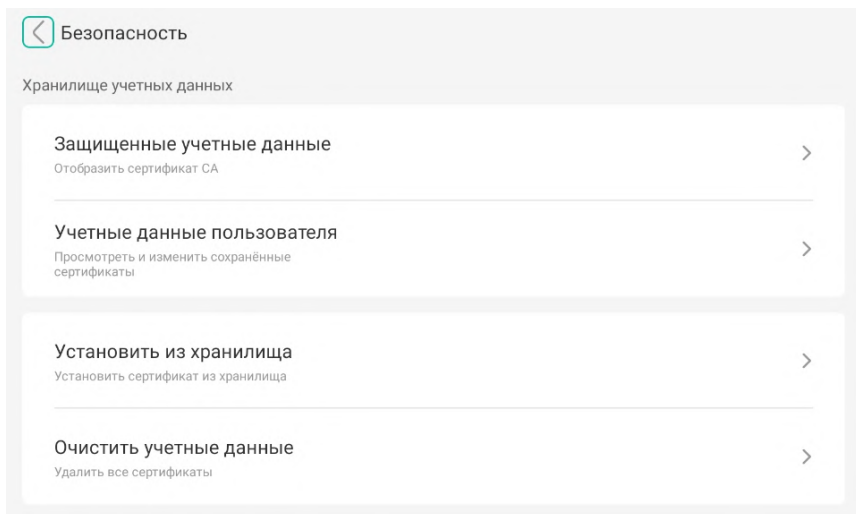 Безопасность
Хранилище учетных данных
Защищенные учетные данные
Отобразить сертификат CA
Учетные данные пользователя
Просмотреть и изменить сохранённые
сертификаты
Установить из хранилища
Установить сертификат из хранилища
Очистить учетные данные
Удалить все сертификаты